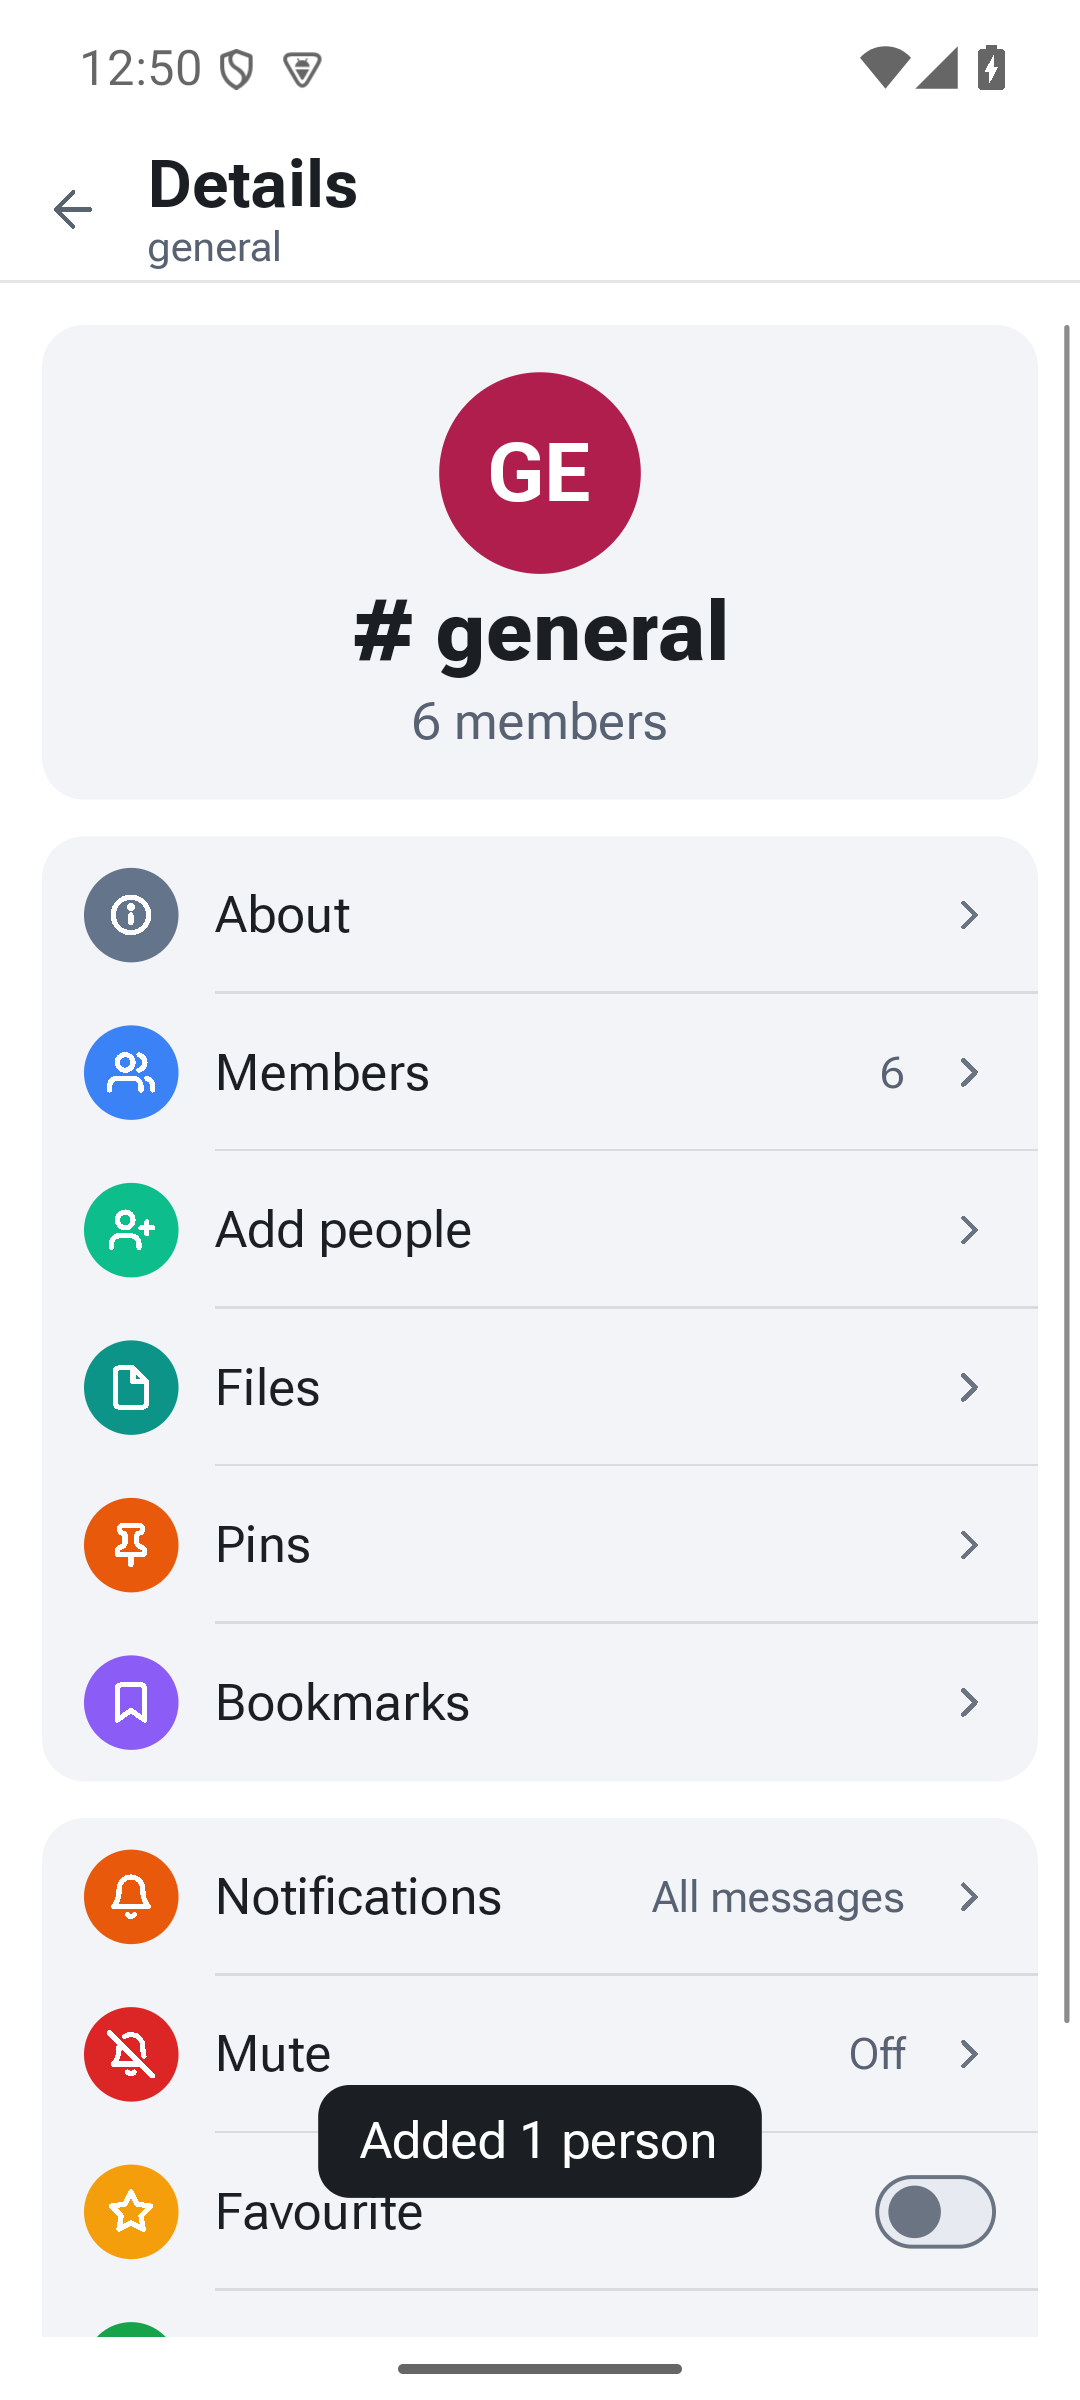 12:50
Details
general
GE
# general
6 members
About
Members 6
Add people
Files
Pins
Bookmarks
Notifications All messages
Mute Off
Added 1 person
Favourite